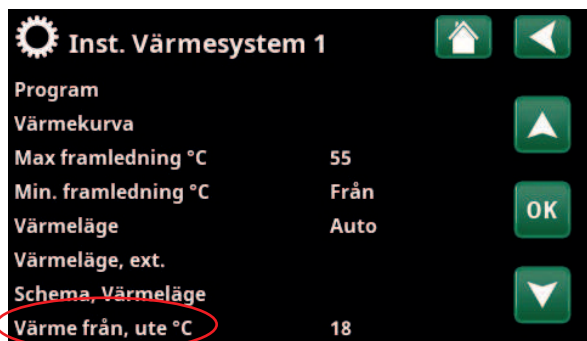 Inst. Värmesystem 1
Program
Värmekurva
Max framledning °C 55
Min. framledning °C Från
Värmeläge Auto
OK
Värmeläge, ext.
Schema, Värmeläge
Värme från, ute °C 18